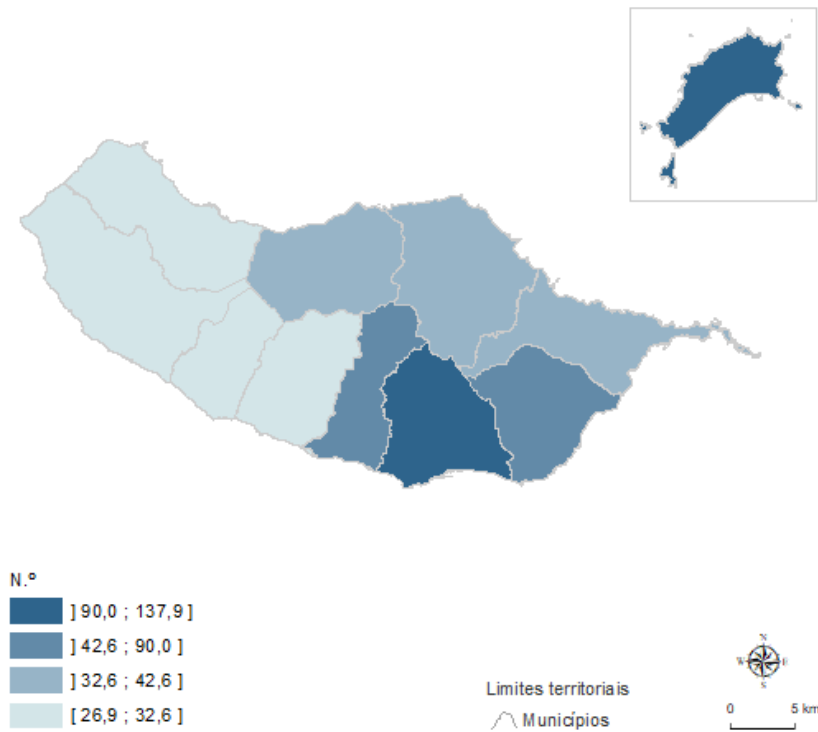 N.º
] 90,0 ; 137,9 ]
] 42,6 ; 90,0 ]
] 32,6 ; 42,6 ]
[ 26,9 ; 32,6 ]
Limites territoriais
Municípios
N
W E
S
0 5 km